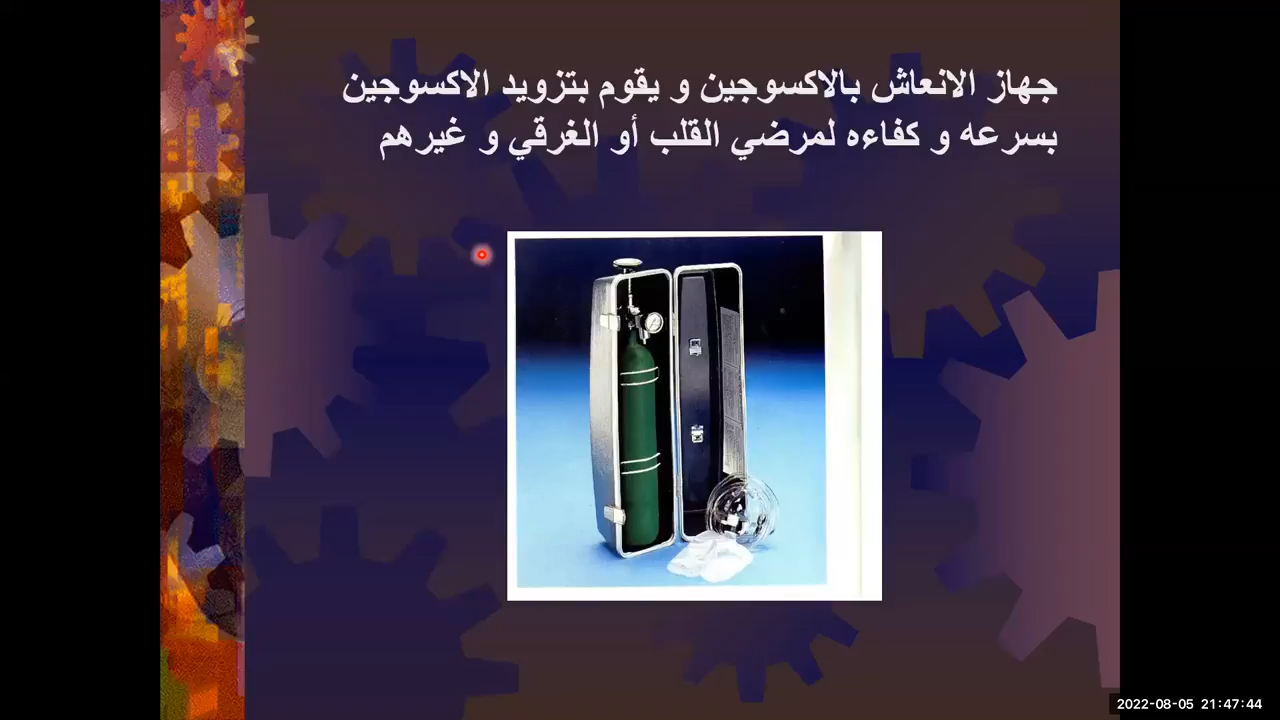 جهاز الانعاش بالاكسوجين و يقوم بتزويد الاكسوجين
بسرعه و كفاءه لمرضي القلب أو الغرقي و غيرهم
2022-08-05 21:47:44